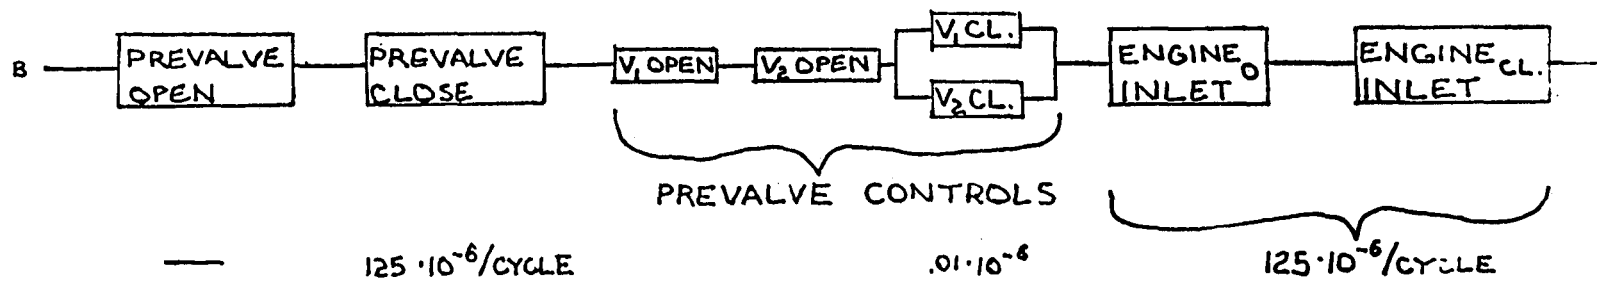 B
PREVALVE
OPEN
PREVALVE
CLOSE
V₁ OPEN
V₂ OPEN
V₁ CL.
V₂ CL.
ENGINE O
INLET
ENGINE CL.
INLET
PREVALVE CONTROLS
— 125 · 10⁻⁶/CYCLE .01 · 10⁻⁶ 125 · 10⁻⁶/CYCLE